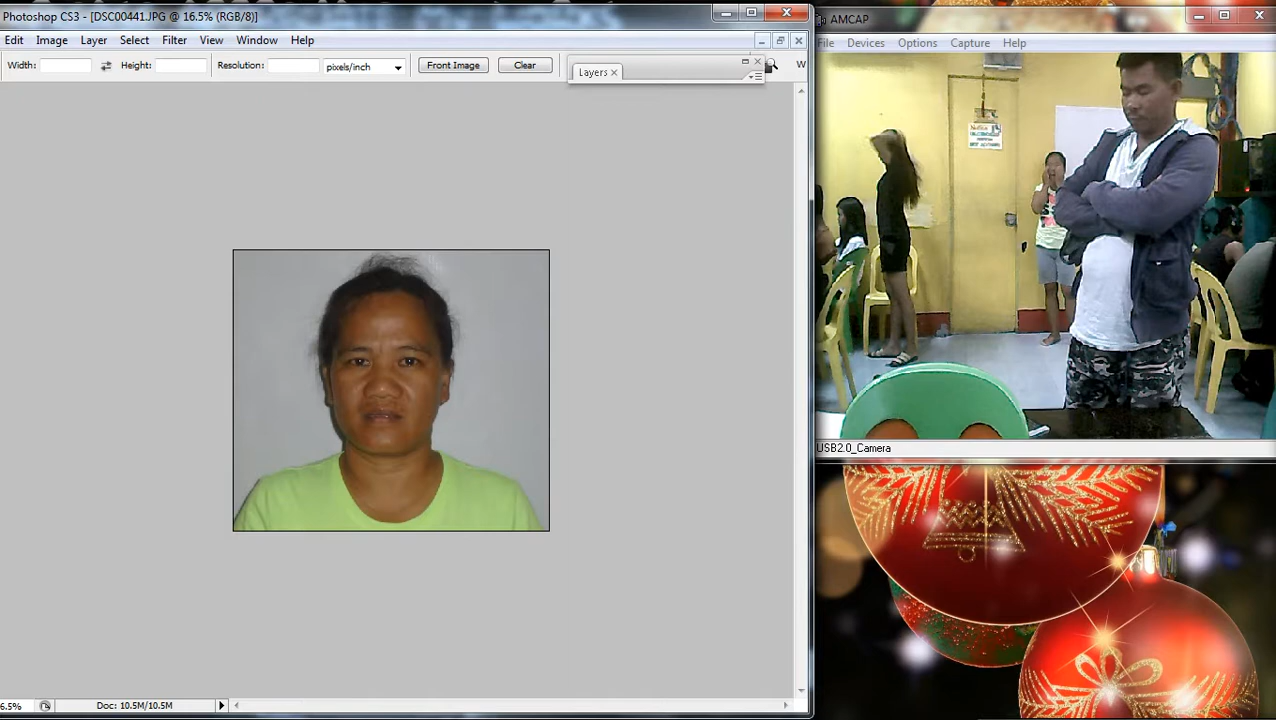 Photoshop CS3 - [DSC00441.JPG @ 16.5% (RGB/8)]
Edit Image Layer Select Filter View Window Help
Width: Height: Resolution: pixels/inch Front Image Clear W
Layers
6.5% Doc: 10.5M/10.5M
AMCAP
File Devices Options Capture Help
USB2.0_Camera